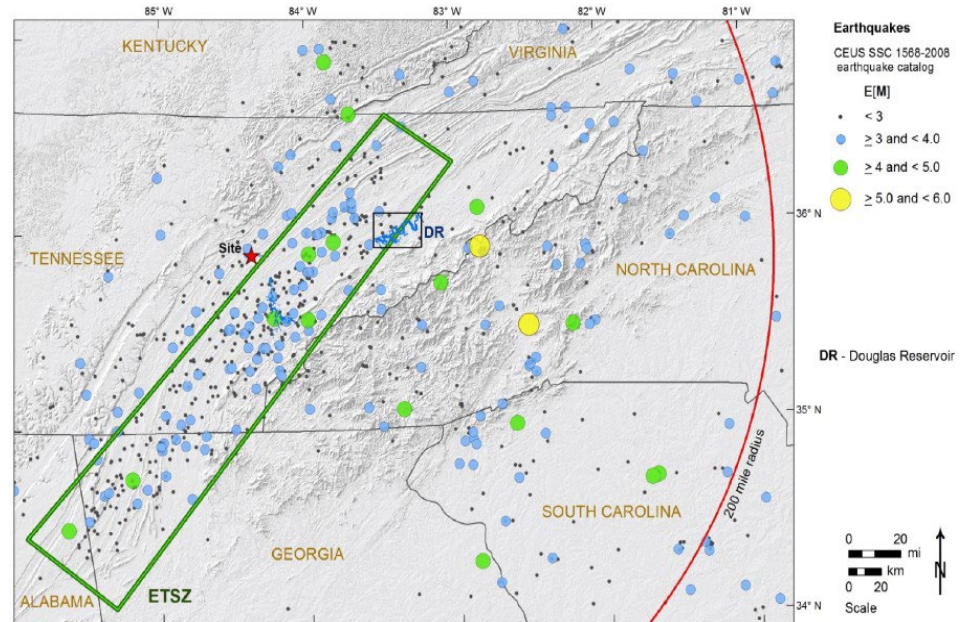 85°W 84°W 83°W 82°W 81°W
KENTUCKY
VIRGINIA
Earthquakes
CEUS SSC 1568-2008
earthquake catalog
E[M]
< 3
≥ 3 and < 4.0
≥ 4 and < 5.0
≥ 5.0 and < 6.0
36°N
DR
Site
TENNESSEE
NORTH CAROLINA
DR - Douglas Reservoir
35°N
200 mile radius
SOUTH CAROLINA
GEORGIA
ETSZ
ALABAMA
34°N
0 20 mi
0 20 km
Scale
N